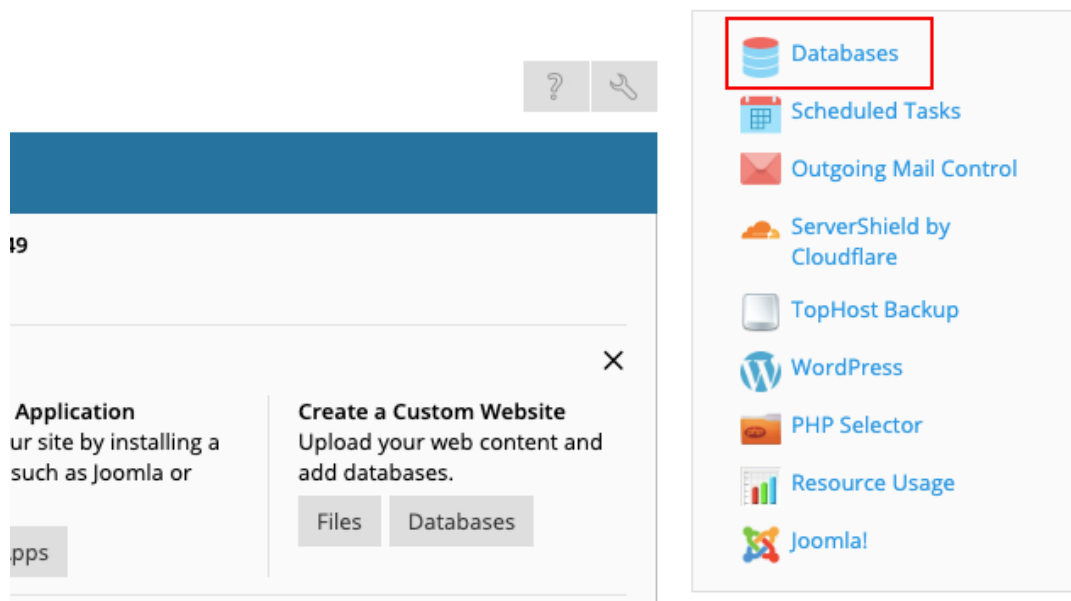 49
Application
ur site by installing a
such as Joomla or
Apps
Create a Custom Website
Upload your web content and
add databases.
Files
Databases
Databases
Scheduled Tasks
Outgoing Mail Control
ServerShield by
Cloudflare
TopHost Backup
WordPress
PHP Selector
Resource Usage
Joomla!